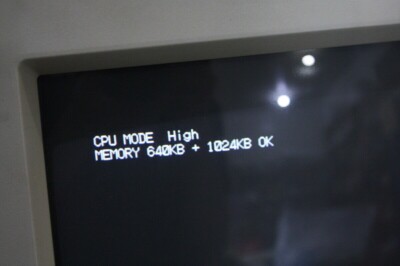 CPU MODE  High
MEMORY 640KB + 1024KB OK